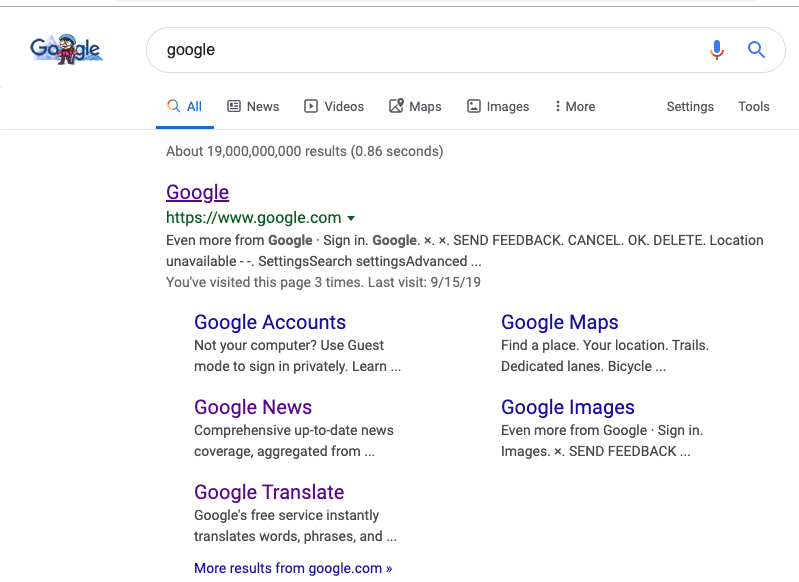 Google
google
All News Videos Maps Images More Settings Tools
About 19,000,000,000 results (0.86 seconds)
Google
https://www.google.com
Even more from Google · Sign in. Google. ×. ×. SEND FEEDBACK. CANCEL. OK. DELETE. Location
unavailable - -. SettingsSearch settingsAdvanced ...
You've visited this page 3 times. Last visit: 9/15/19
Google Accounts
Not your computer? Use Guest
mode to sign in privately. Learn ...
Google Maps
Find a place. Your location. Trails.
Dedicated lanes. Bicycle ...
Google News
Comprehensive up-to-date news
coverage, aggregated from ...
Google Images
Even more from Google · Sign in.
Images. ×. SEND FEEDBACK ...
Google Translate
Google's free service instantly
translates words, phrases, and ...
More results from google.com »